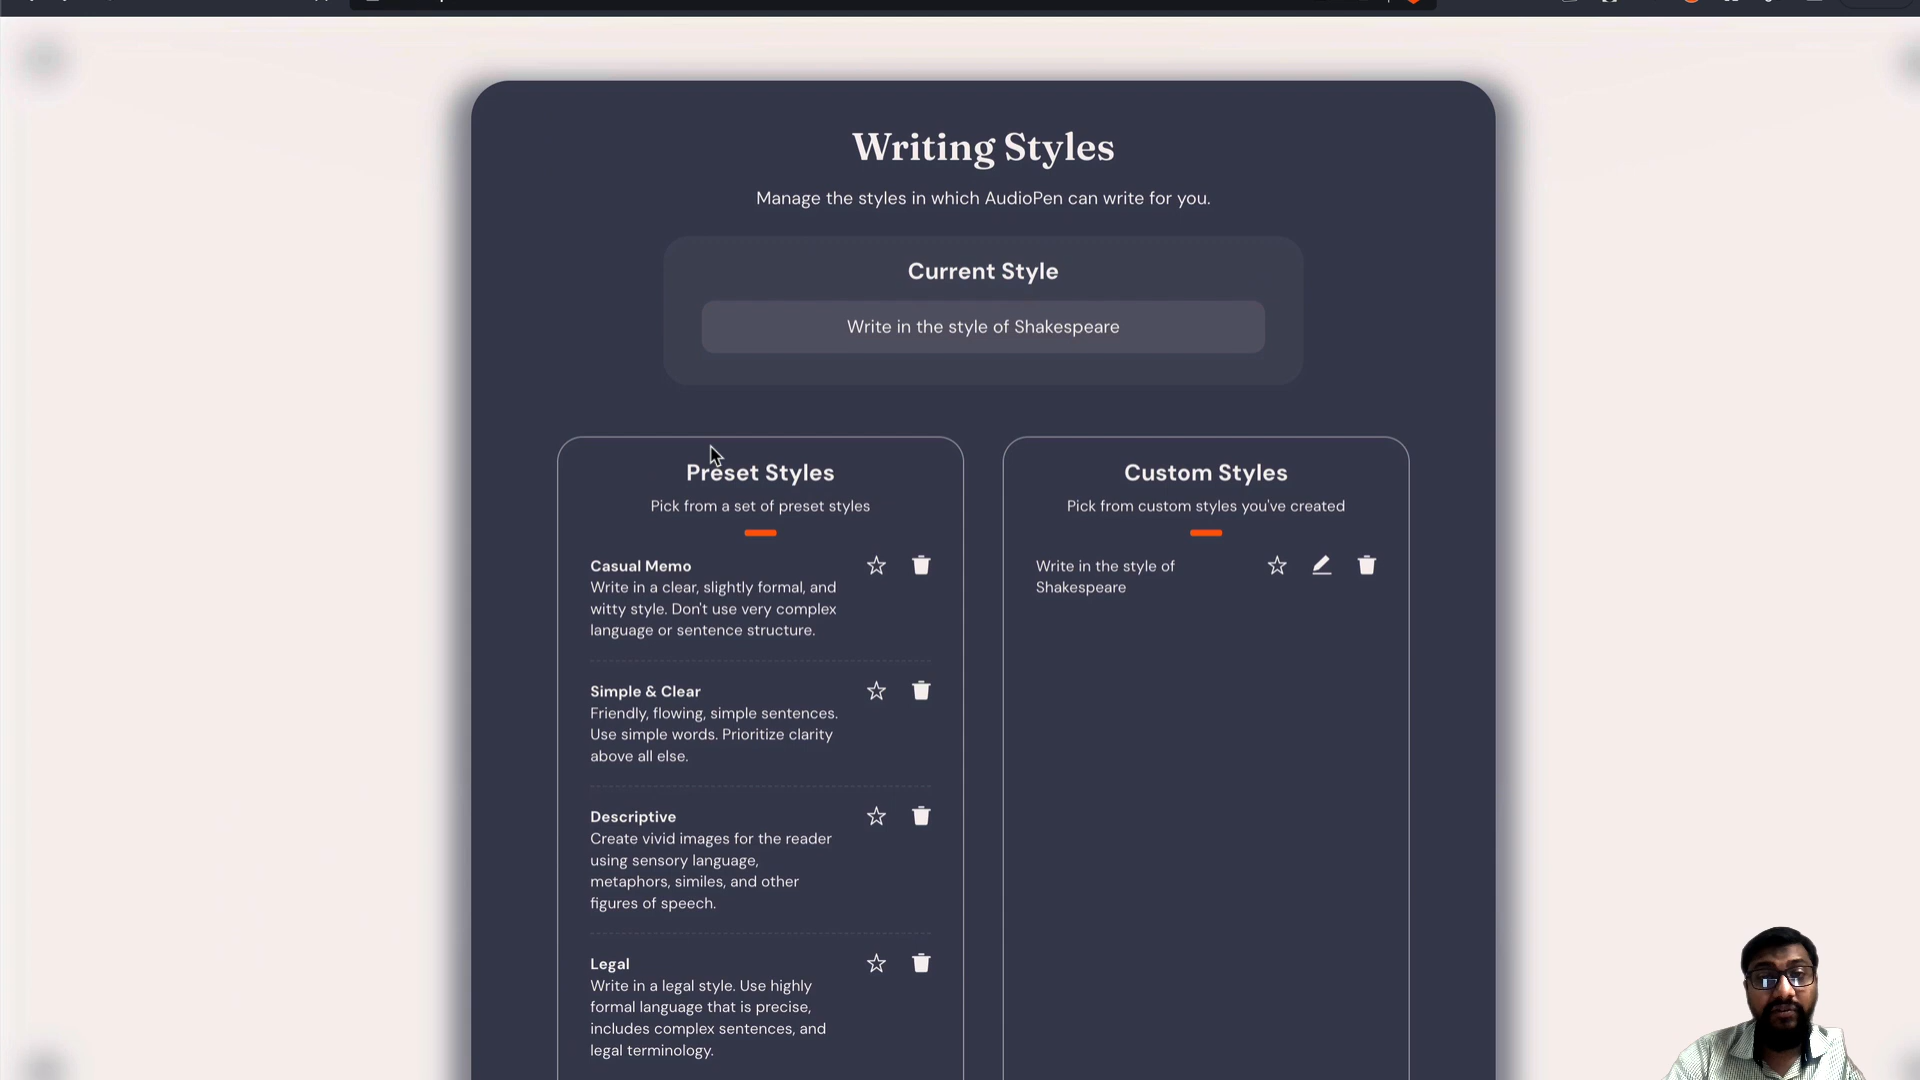 Writing Styles
Manage the styles in which AudioPen can write for you.
Current Style
Write in the style of Shakespeare
Preset Styles
Pick from a set of preset styles
Casual Memo
Write in a clear, slightly formal, and
witty style. Don't use very complex
language or sentence structure.
Simple & Clear
Friendly, flowing, simple sentences.
Use simple words. Prioritize clarity
above all else.
Descriptive
Create vivid images for the reader
using sensory language,
metaphors, similes, and other
figures of speech.
Legal
Write in a legal style. Use highly
formal language that is precise,
includes complex sentences, and
legal terminology.
Custom Styles
Pick from custom styles you've created
Write in the style of
Shakespeare